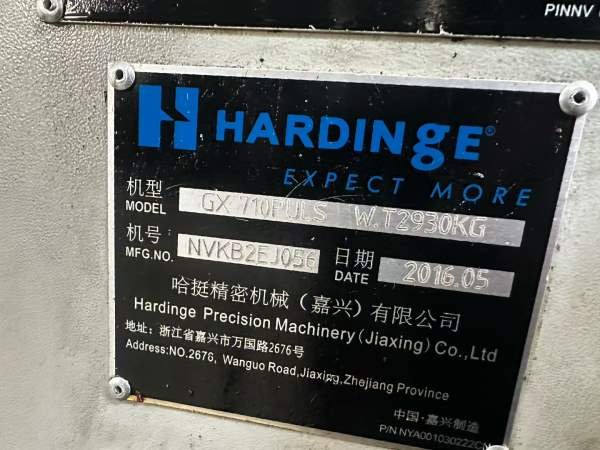 PINNV
HARDINGE®
EXPECT MORE
机型
MODEL GX 710PULS W.T2930KG
机号
MFG.NO. NVKB2EJ056 日期 DATE 2016.05
哈挺精密机械（嘉兴）有限公司
Hardinge Precision Machinery(Jiaxing)Co.,Ltd
地址：浙江省嘉兴市万国路2676号
Address:NO.2676, Wanguo Road,Jiaxing,Zhejiang Province
中国·嘉兴制造
P/N NYA001030222CN